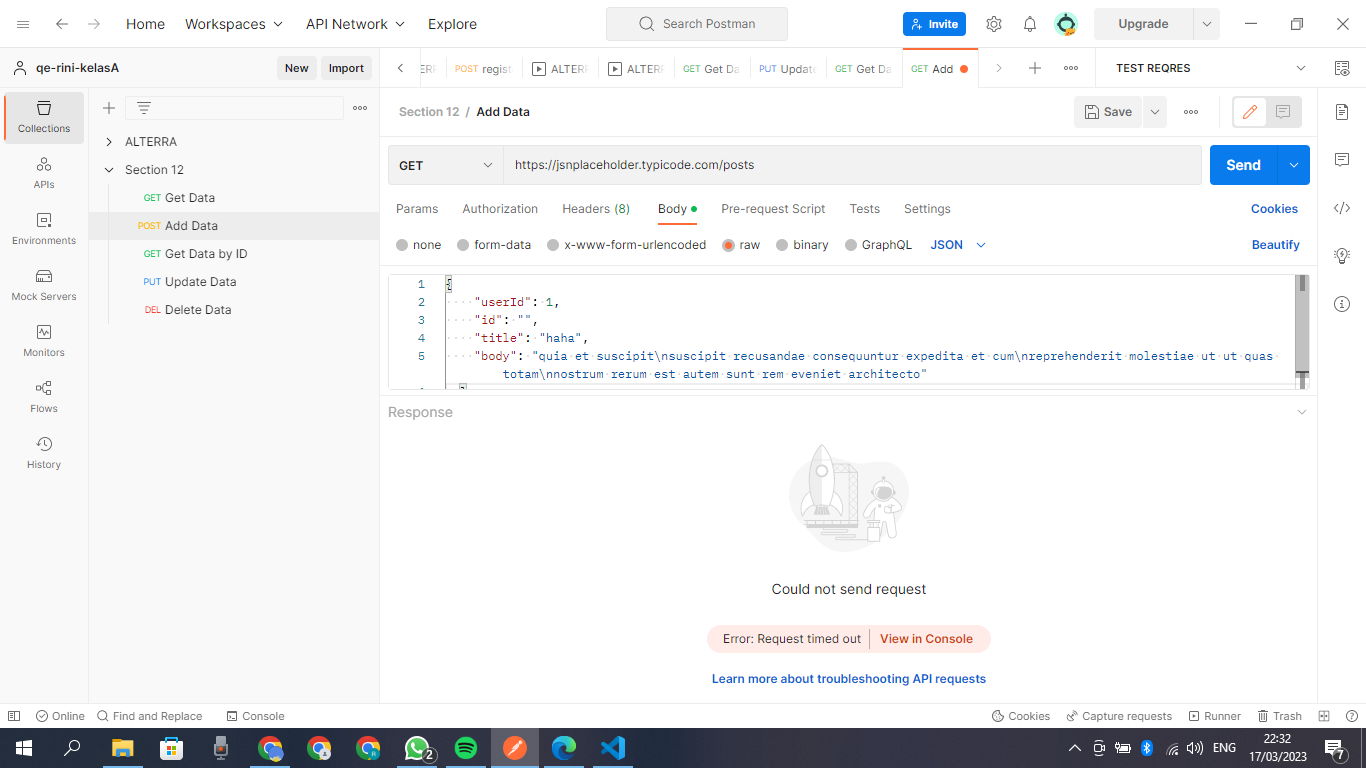 Home Workspaces API Network Explore Search Postman Invite Upgrade
qe-rini-kelasA New Import
POST regist ALTERR ALTERR GET Get Da PUT Update GET Get Da GET Add TEST REQRES
Section 12 / Add Data Save
Collections
APIs
Environments
Mock Servers
Monitors
Flows
History
ALTERRA
Section 12
GET Get Data
POST Add Data
GET Get Data by ID
PUT Update Data
DEL Delete Data
GET https://jsnplaceholder.typicode.com/posts Send
Params Authorization Headers (8) Body Pre-request Script Tests Settings Cookies
none form-data x-www-form-urlencoded raw binary GraphQL JSON Beautify
1 {
2 "userId": 1,
3 "id": "",
4 "title": "haha",
5 "body": "quia et suscipit\nsuscipit recusandae consequuntur expedita et cum\nreprehenderit molestiae ut ut quas
totam\nnostrum rerum est autem sunt rem eveniet architecto"
Response
Could not send request
Error: Request timed out View in Console
Learn more about troubleshooting API requests
Online Find and Replace Console Cookies Capture requests Runner Trash
2 ENG 22:32
17/03/2023 7